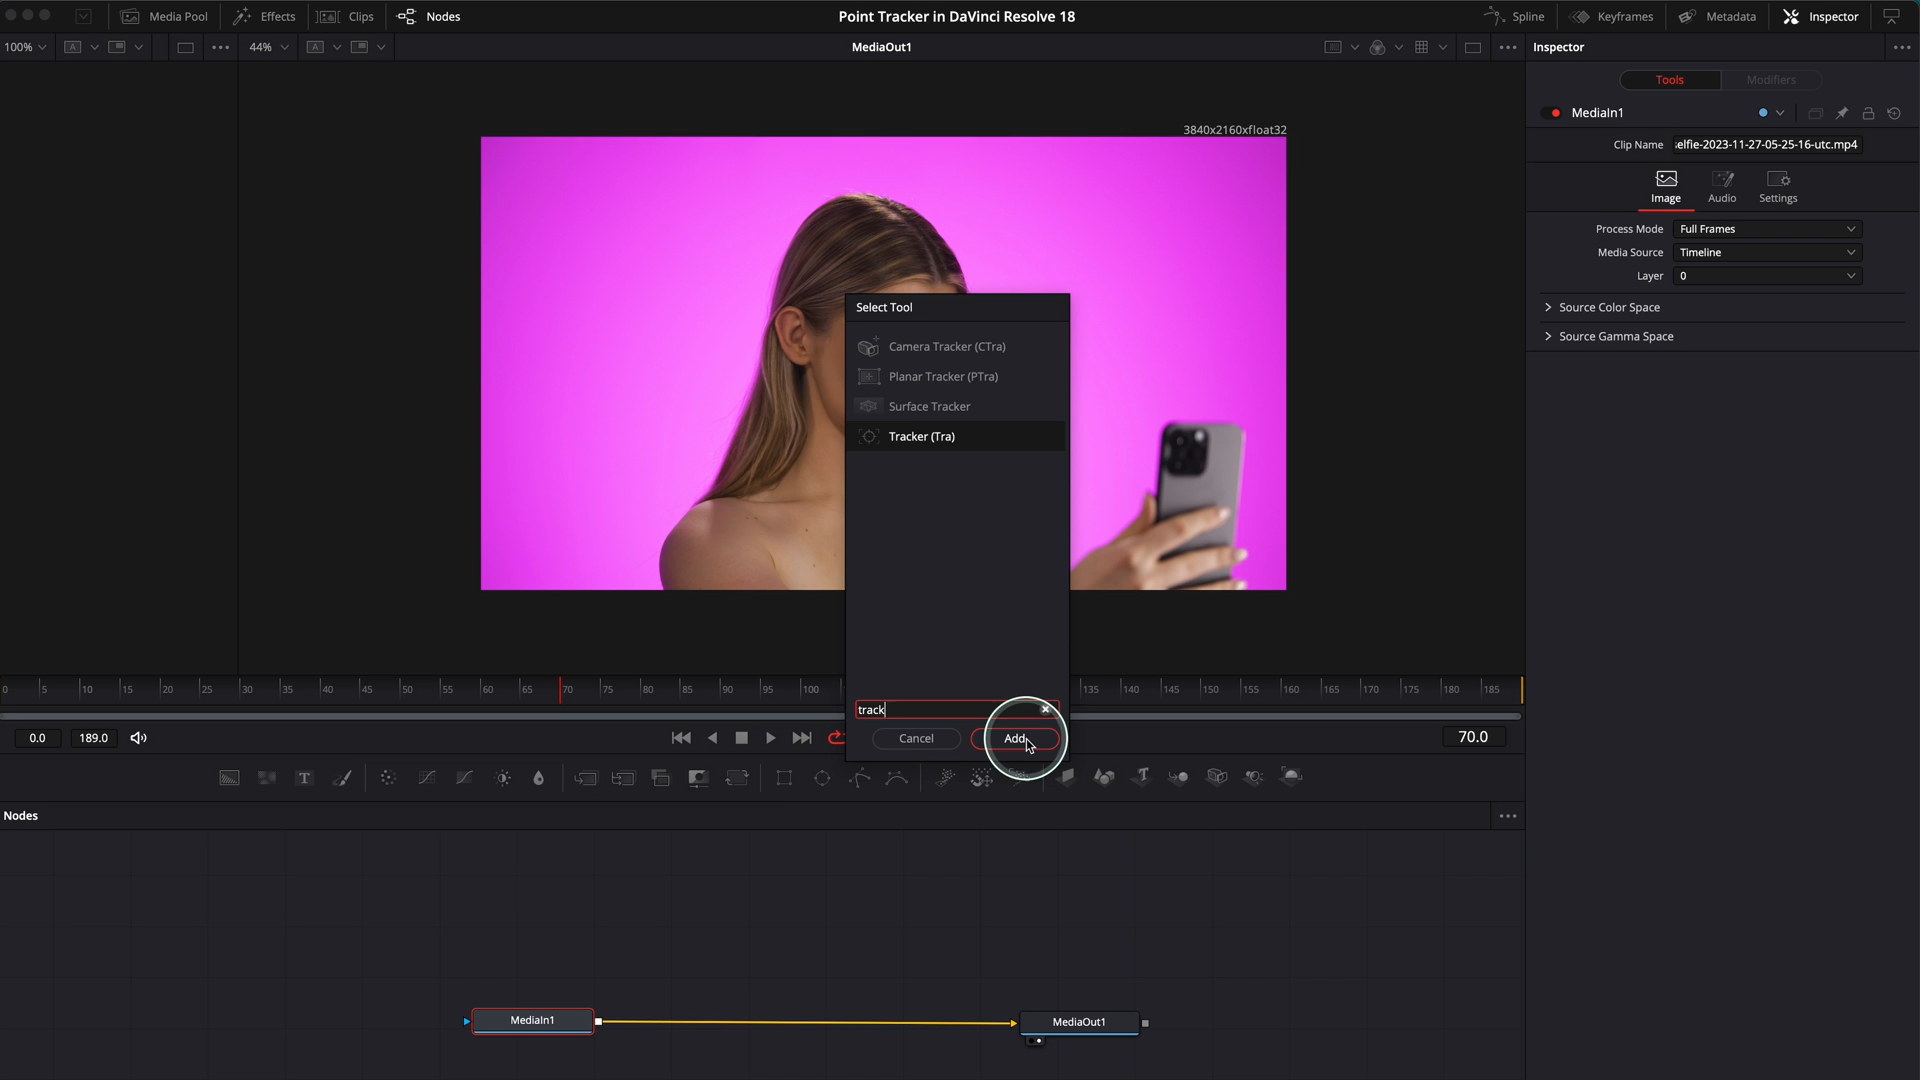 Media Pool Effects Clips Nodes Point Tracker in DaVinci Resolve 18 Spline Keyframes Metadata Inspector
100% 44% MediaOut1 Inspector
Tools Modifiers
MediaIn1
Clip Name elfie-2023-11-27-05-25-16-utc.mp4
Image Audio Settings
Process Mode Full Frames
Media Source Timeline
Layer 0
Source Color Space
Source Gamma Space
3840x2160xfloat32
Select Tool
Camera Tracker (CTra)
Planar Tracker (PTra)
Surface Tracker
Tracker (Tra)
track
Cancel Add
0 5 10 15 20 25 30 35 40 45 50 55 60 65 70 75 80 85 90 95 100 135 140 145 150 155 160 165 170 175 180 185
0.0 189.0 70.0
Nodes
MediaIn1 MediaOut1